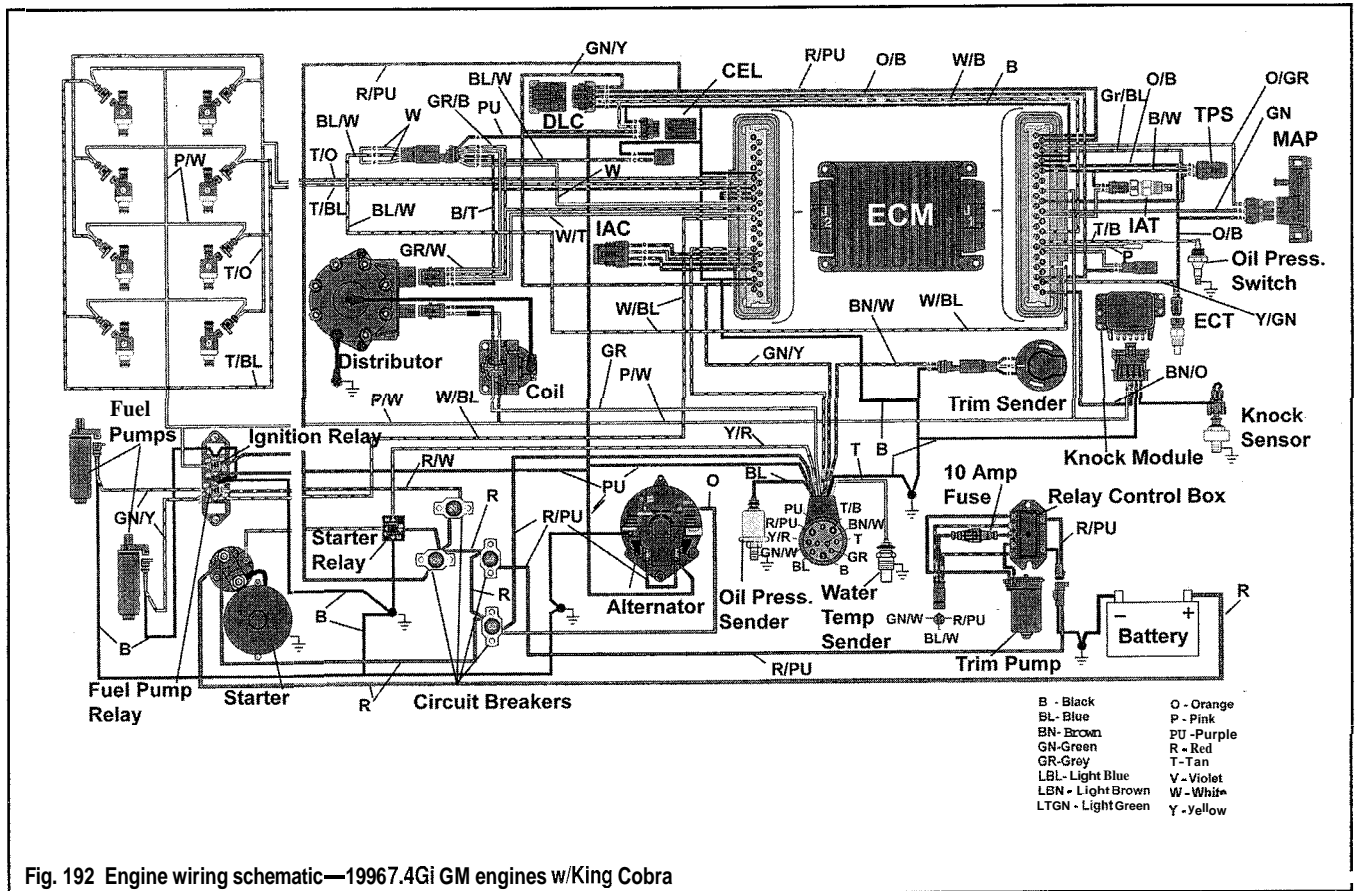 GN/Y
R/PU
BL/W
CEL
R/PU
O/B
W/B
B
O/B
O/GR
Gr/BL
B/W
TPS
GN
MAP
GR/B
PU
DLC
BL/W
W
T/O
P/W
T/BL
BL/W
B/T
W
W/T
IAC
ECM
J2
J1
IAT
T/B
P
O/B
Oil Press.
Switch
GR/W
T/O
W/BL
BN/W
W/BL
ECT
Y/GN
Distributor
GN/Y
T/BL
Coil
GR
P/W
Trim Sender
BN/O
Fuel
Pumps
Ignition Relay
P/W
W/BL
Y/R
B
Knock
Sensor
R/W
T
Knock Module
PU
O
BL
10 Amp
Fuse
Relay Control Box
GN/Y
R
Starter
Relay
R/PU
PU
R/PU
Y/R
GN/W
BL
T/B
BN/W
T
GR
B
R/PU
R
B
Alternator
Oil Press.
Sender
Water
Temp
Sender
GN/W
R/PU
BL/W
Trim Pump
– +
Battery
R
B
Fuel Pump
Relay
Starter
R
Circuit Breakers
R/PU
B - Black
BL- Blue
BN- Brown
GN-Green
GR-Grey
LBL- Light Blue
LBN - Light Brown
LTGN - Light Green
O - Orange
P - Pink
PU -Purple
R - Red
T-Tan
V - Violet
W - White
Y - yellow
Fig. 192 Engine wiring schematic—19967.4Gi GM engines w/King Cobra